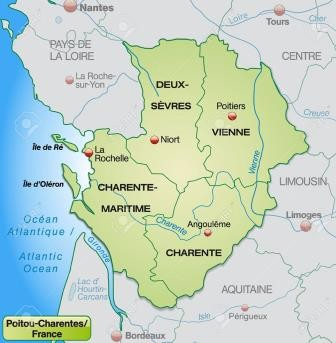 Nantes
Tours
Loire
Cher
PAYS DE
LA LOIRE
CENTRE
La Roche-
sur-Yon
DEUX-
SÈVRES
Creuse
Poitiers
VIENNE
Île de Ré
La
Rochelle
Niort
Vienne
Île d'Oléron
CHARENTE-
MARITIME
LIMOUSIN
Océan
Atlantique /
Atlantic
Ocean
Gironde
Charente
Angoulême
Limoges
CHARENTE
Lac d'
Hourtin-
Carcans
AQUITAINE
Isle
Périgueux
Poitou-Charentes/
France
Bordeaux